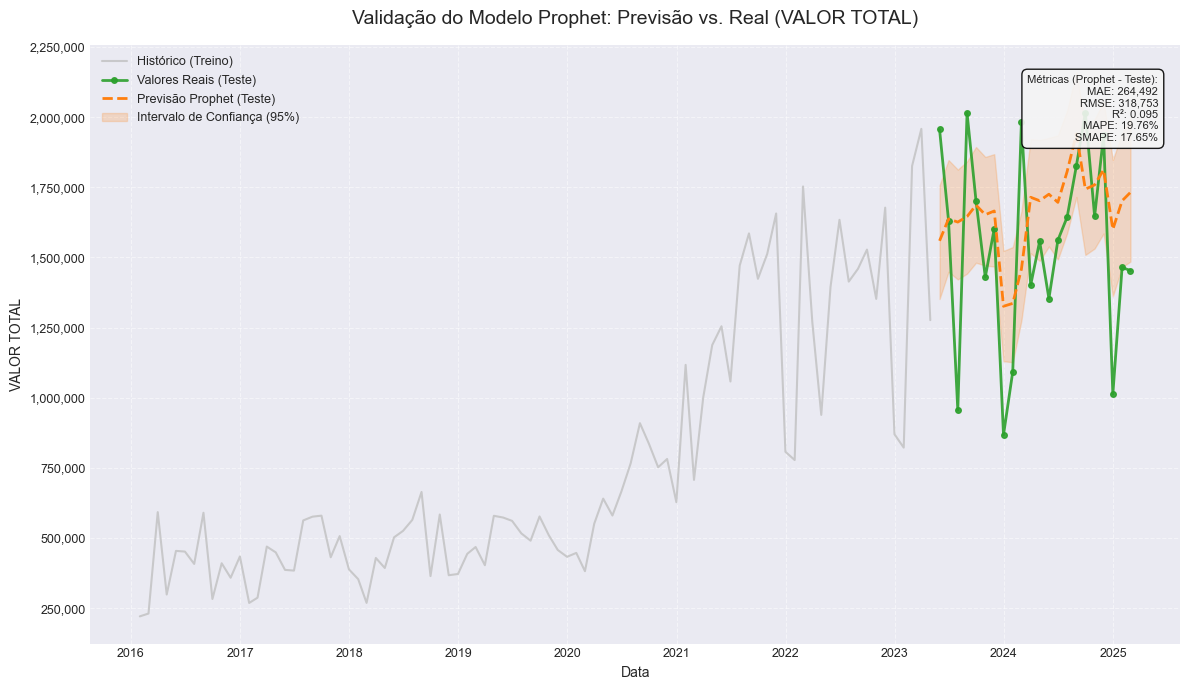 Validação do Modelo Prophet: Previsão vs. Real (VALOR TOTAL)
Histórico (Treino)
Valores Reais (Teste)
Previsão Prophet (Teste)
Intervalo de Confiança (95%)
Métricas (Prophet - Teste):
MAE: 264,492
RMSE: 318,753
R²: 0.095
MAPE: 19.76%
SMAPE: 17.65%
VALOR TOTAL
2,250,000
2,000,000
1,750,000
1,500,000
1,250,000
1,000,000
750,000
500,000
250,000
2016 2017 2018 2019 2020 2021 2022 2023 2024 2025
Data